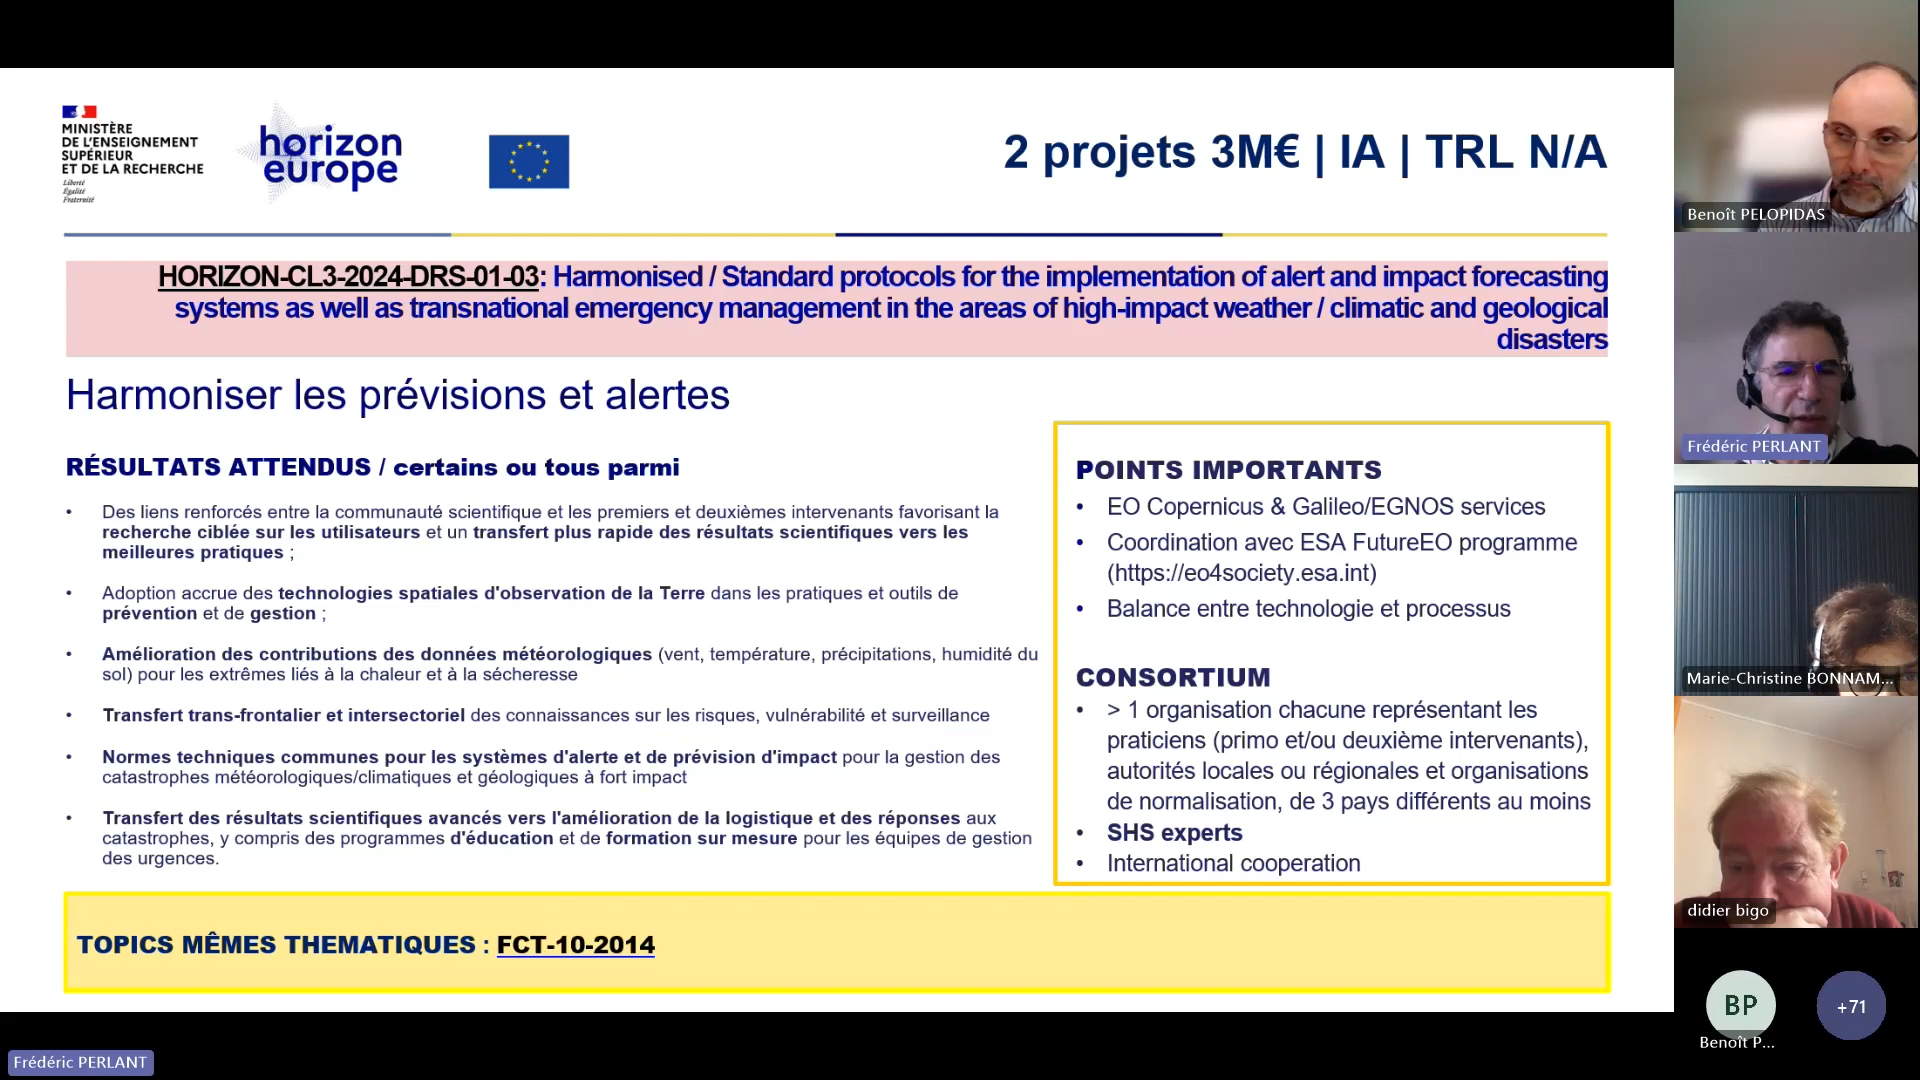 MINISTÈRE
DE L'ENSEIGNEMENT
SUPÉRIEUR
ET DE LA RECHERCHE
Liberté
Égalité
Fraternité
horizon
europe
2 projets 3M€ | IA | TRL N/A
HORIZON-CL3-2024-DRS-01-03: Harmonised / Standard protocols for the implementation of alert and impact forecasting
systems as well as transnational emergency management in the areas of high-impact weather / climatic and geological
disasters
Harmoniser les prévisions et alertes
RÉSULTATS ATTENDUS / certains ou tous parmi
• Des liens renforcés entre la communauté scientifique et les premiers et deuxièmes intervenants favorisant la
recherche ciblée sur les utilisateurs et un transfert plus rapide des résultats scientifiques vers les
meilleures pratiques ;
• Adoption accrue des technologies spatiales d'observation de la Terre dans les pratiques et outils de
prévention et de gestion ;
• Amélioration des contributions des données météorologiques (vent, température, précipitations, humidité du
sol) pour les extrêmes liés à la chaleur et à la sécheresse
• Transfert trans-frontalier et intersectoriel des connaissances sur les risques, vulnérabilité et surveillance
• Normes techniques communes pour les systèmes d'alerte et de prévision d'impact pour la gestion des
catastrophes météorologiques/climatiques et géologiques à fort impact
• Transfert des résultats scientifiques avancés vers l'amélioration de la logistique et des réponses aux
catastrophes, y compris des programmes d'éducation et de formation sur mesure pour les équipes de gestion
des urgences.
POINTS IMPORTANTS
• EO Copernicus & Galileo/EGNOS services
• Coordination avec ESA FutureEO programme
(https://eo4society.esa.int)
• Balance entre technologie et processus
CONSORTIUM
• > 1 organisation chacune représentant les
praticiens (primo et/ou deuxième intervenants),
autorités locales ou régionales et organisations
de normalisation, de 3 pays différents au moins
• SHS experts
• International cooperation
TOPICS MÊMES THEMATIQUES : FCT-10-2014
Frédéric PERLANT
Benoît PELOPIDAS
Frédéric PERLANT
Marie-Christine BONNAM...
didier bigo
BP
Benoît P...
+71